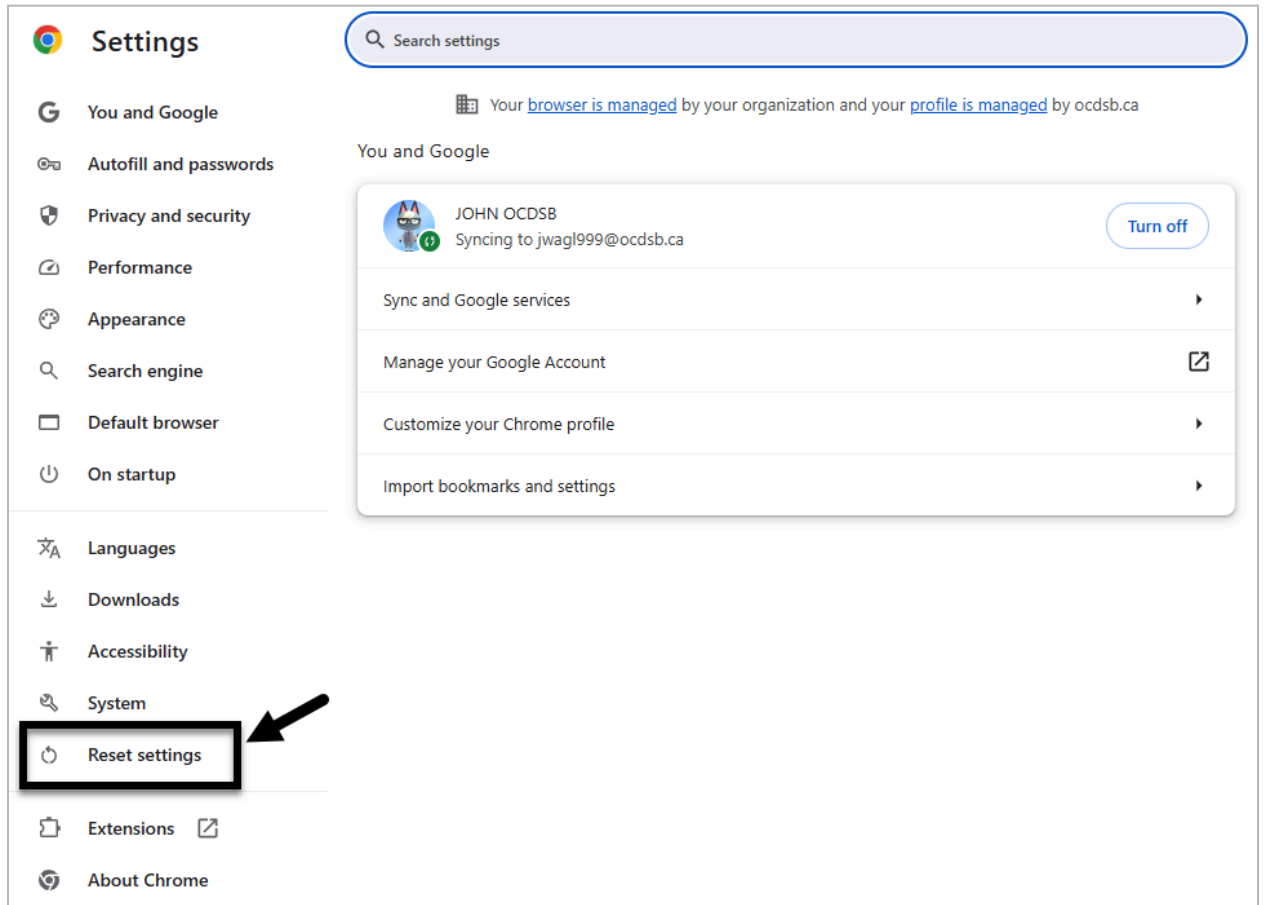 Settings
Search settings
You and Google
Autofill and passwords
Privacy and security
Performance
Appearance
Search engine
Default browser
On startup
Languages
Downloads
Accessibility
System
Reset settings
Extensions
About Chrome
Your browser is managed by your organization and your profile is managed by ocdsb.ca
You and Google
JOHN OCDSB
Syncing to jwagl999@ocdsb.ca
Turn off
Sync and Google services
Manage your Google Account
Customize your Chrome profile
Import bookmarks and settings